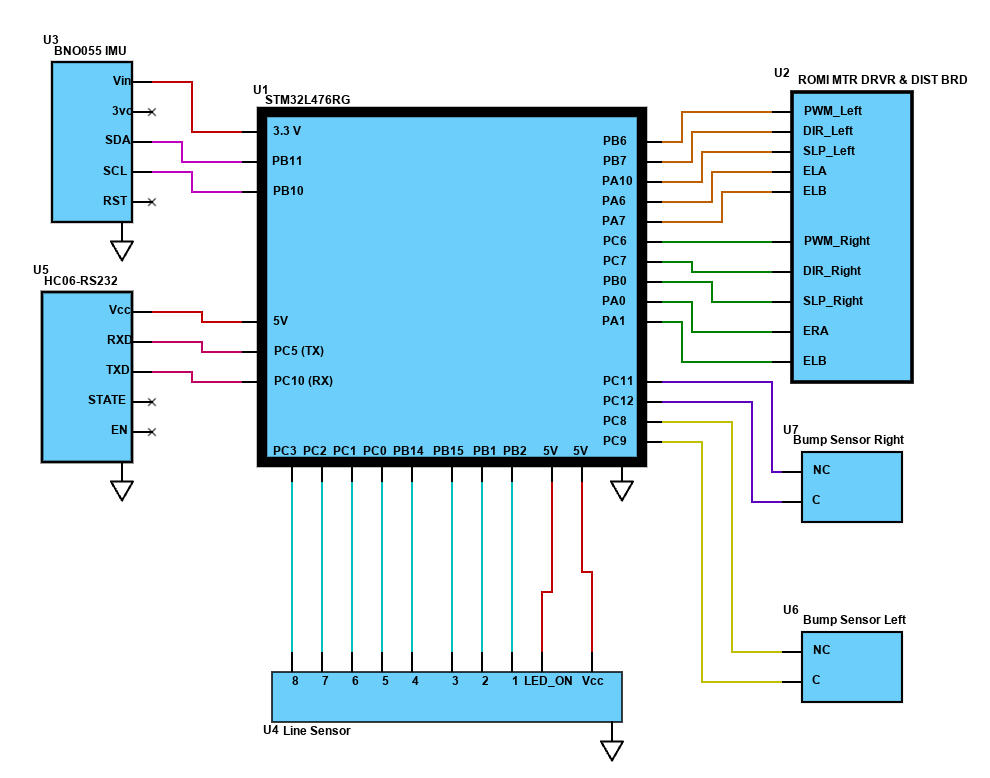 U3
BNO055 IMU
Vin
3vo
SDA
SCL
RST
U5
HC06-RS232
Vcc
RXD
TXD
STATE
EN
U1
STM32L476RG
3.3 V
PB11
PB10
5V
PC5 (TX)
PC10 (RX)
PB6
PB7
PA10
PA6
PA7
PC6
PC7
PB0
PA0
PA1
PC11
PC12
PC8
PC9
PC3 PC2 PC1 PC0 PB14 PB15 PB1 PB2 5V 5V
U2
ROMI MTR DRVR & DIST BRD
PWM_Left
DIR_Left
SLP_Left
ELA
ELB
PWM_Right
DIR_Right
SLP_Right
ERA
ELB
U7
Bump Sensor Right
NC
C
U6
Bump Sensor Left
NC
C
8 7 6 5 4 3 2 1 LED_ON Vcc
U4 Line Sensor